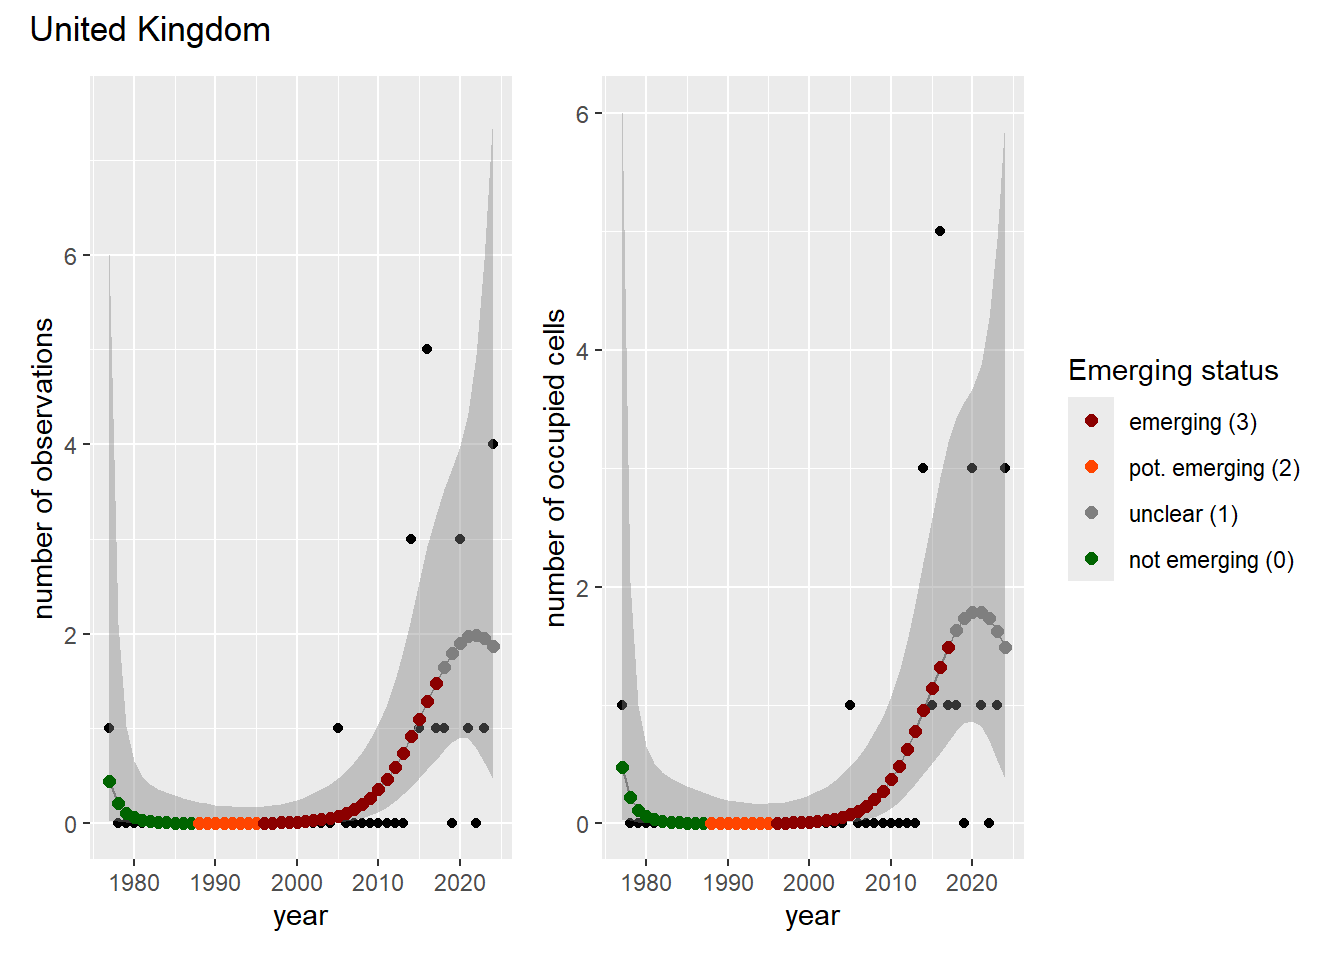 United Kingdom
number of observations
6
4
2
0
1980 1990 2000 2010 2020
year
number of occupied cells
6
4
2
0
1980 1990 2000 2010 2020
year
Emerging status
emerging (3)
pot. emerging (2)
unclear (1)
not emerging (0)